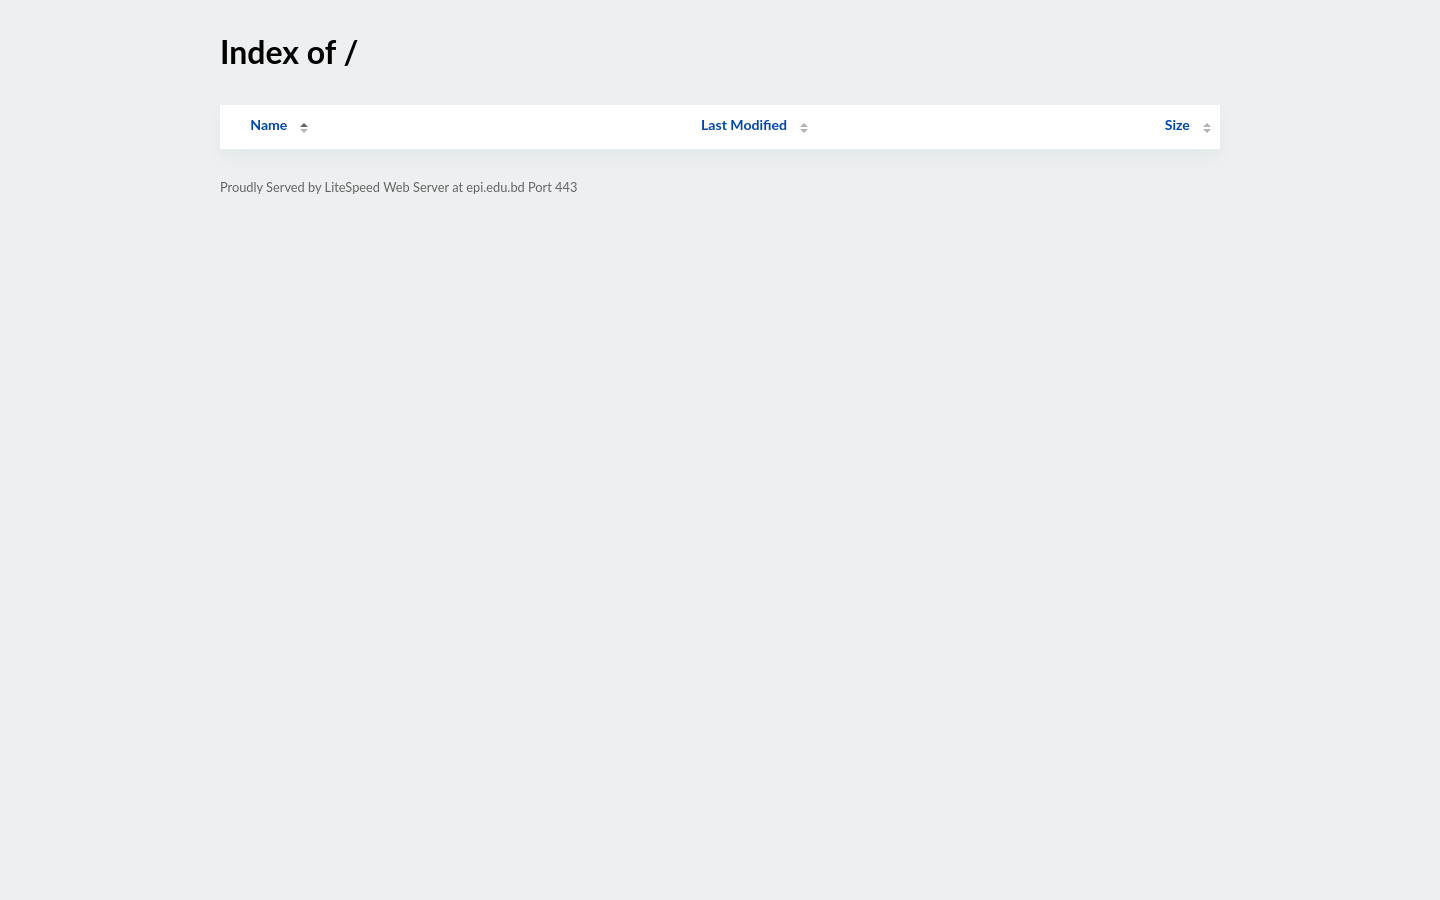 Index of /
Name Last Modified Size
Proudly Served by LiteSpeed Web Server at epi.edu.bd Port 443